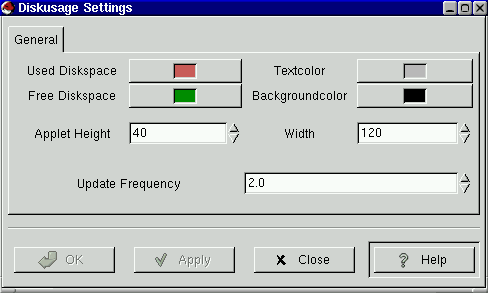 Diskusage Settings
General
Used Diskspace Textcolor
Free Diskspace Backgroundcolor
Applet Height 40 Width 120
Update Frequency 2.0
OK Apply Close Help